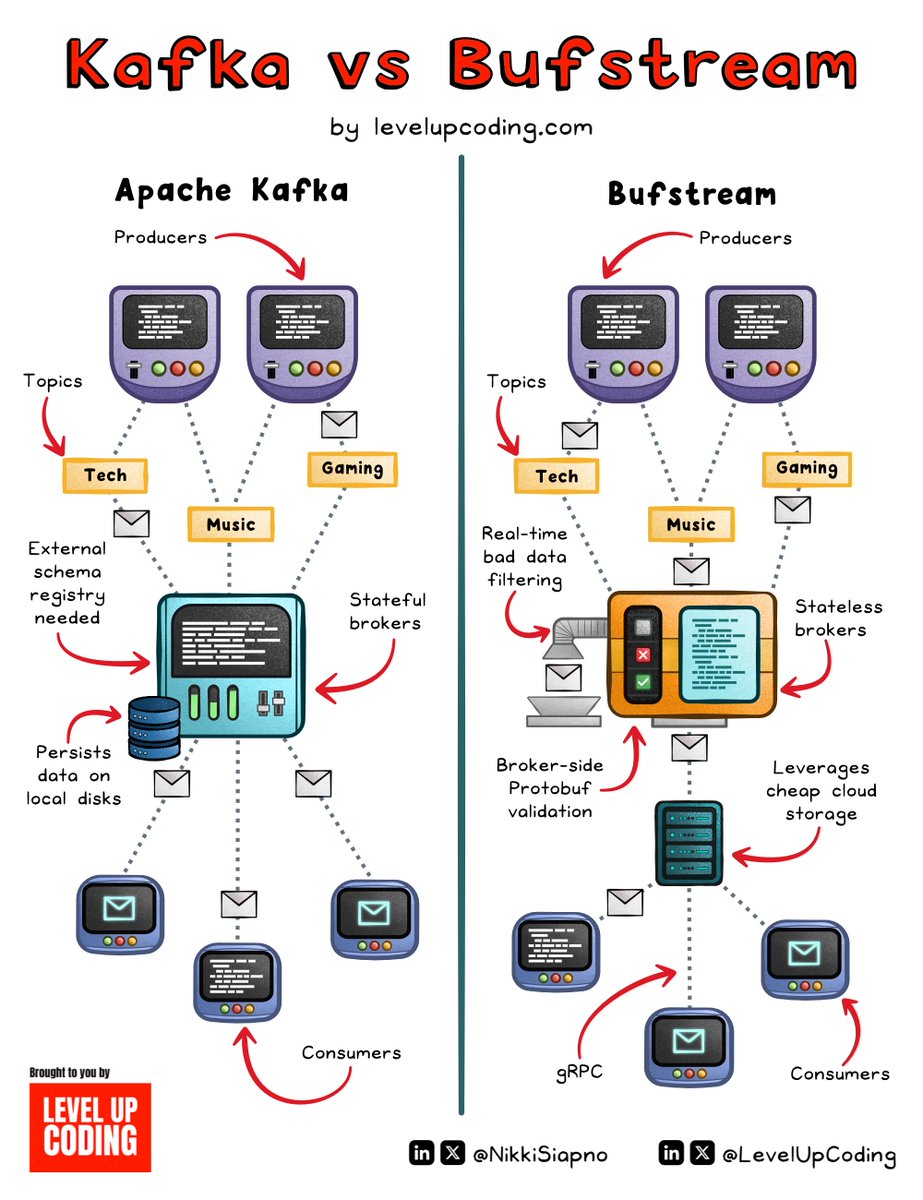 Kafka vs Bufstream
by levelupcoding.com
Apache Kafka
Producers
Topics
Tech
Music
Gaming
External
schema
registry
needed
Stateful
brokers
Persists
data on
local disks
Consumers
Bufstream
Producers
Topics
Tech
Music
Gaming
Real-time
bad data
filtering
Stateless
brokers
Broker-side
Protobuf
validation
Leverages
cheap cloud
storage
gRPC
Consumers
Brought to you by
LEVEL UP
CODING
in X @NikkiSiapno
in X @LevelUpCoding